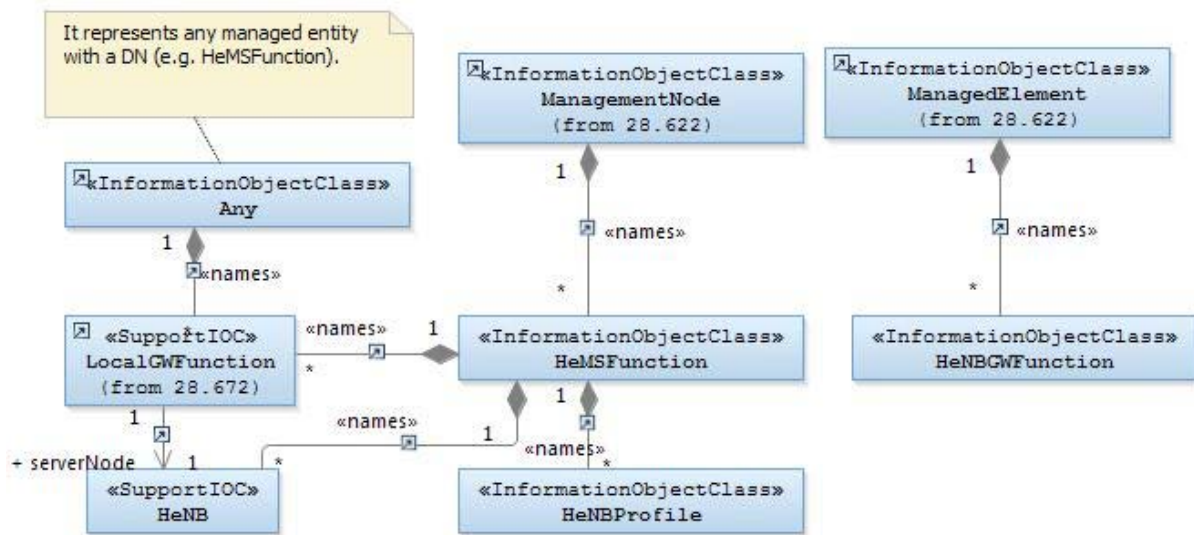 It represents any managed entity
with a DN (e.g. HeMSFunction).
«InformationObjectClass»
ManagementNode
(from 28.622)
«InformationObjectClass»
ManagedElement
(from 28.622)
«InformationObjectClass»
Any
1
«names»
*
1
«names»
*
1
«names»
*
«SupportIOC»
LocalGWFunction
(from 28.672)
«names»
1
*
«InformationObjectClass»
HeMSFunction
«InformationObjectClass»
HeNBGWFunction
1
+ serverNode
1
«names»
1
*
1
«names»
*
«SupportIOC»
HeNB
«InformationObjectClass»
HeNBProfile